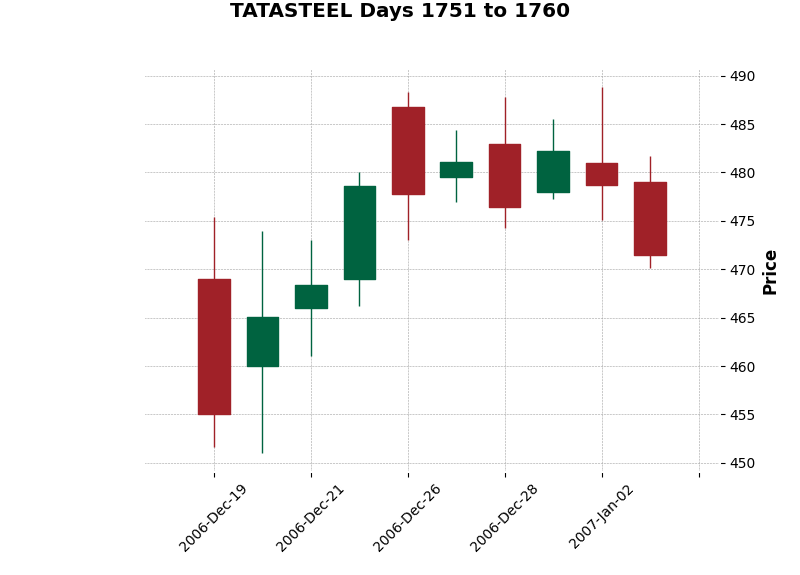 TATASTEEL Days 1751 to 1760
490
485
480
475
470
465
460
455
450
Price
2006-Dec-19
2006-Dec-21
2006-Dec-26
2006-Dec-28
2007-Jan-02